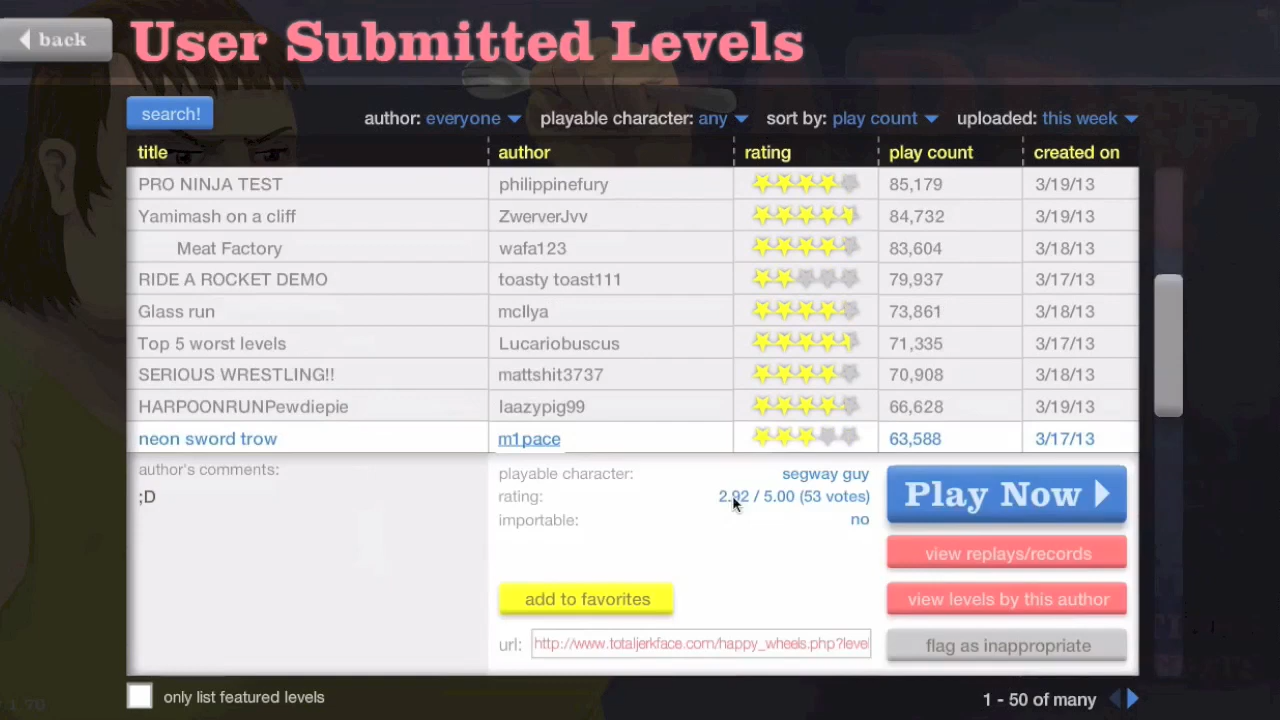 back
User Submitted Levels
search!
author: everyone playable character: any sort by: play count uploaded: this week
title author rating play count created on
PRO NINJA TEST philippinefury 85,179 3/19/13
Yamimash on a cliff ZwerverJvv 84,732 3/19/13
Meat Factory wafa123 83,604 3/18/13
RIDE A ROCKET DEMO toasty toast111 79,937 3/17/13
Glass run mcllya 73,861 3/18/13
Top 5 worst levels Lucariobuscus 71,335 3/17/13
SERIOUS WRESTLING!! mattshit3737 70,908 3/18/13
HARPOONRUNPewdiepie laazypig99 66,628 3/19/13
neon sword trow m1pace 63,588 3/17/13
author's comments:
;D
playable character: segway guy
rating: 2.92 / 5.00 (53 votes)
importable: no
add to favorites
url: http://www.totaljerkface.com/happy_wheels.php?level
Play Now
view replays/records
view levels by this author
flag as inappropriate
only list featured levels
1 - 50 of many